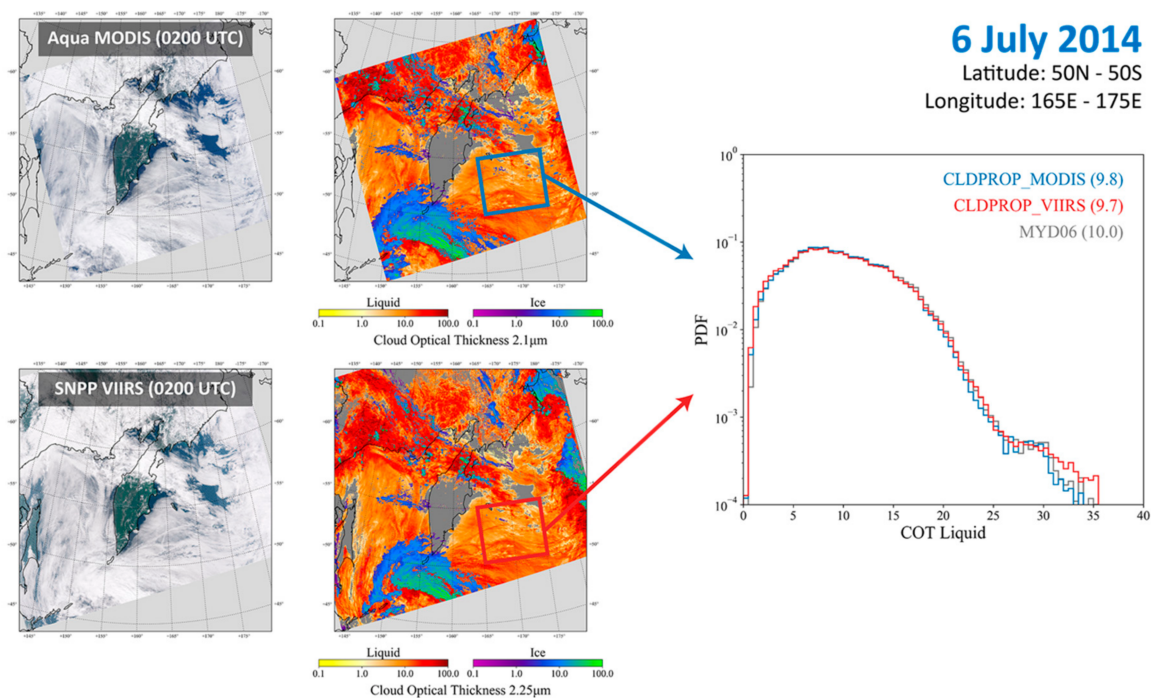 Aqua MODIS (0200 UTC)
6 July 2014
Latitude: 50N - 50S
Longitude: 165E - 175E
Liquid
Ice
0.1 1.0 10.0 100.0
0.1 1.0 10.0 100.0
Cloud Optical Thickness 2.1μm
SNPP VIIRS (0200 UTC)
Liquid
Ice
0.1 1.0 10.0 100.0
0.1 1.0 10.0 100.0
Cloud Optical Thickness 2.25μm
CLDPROP_MODIS (9.8)
CLDPROP_VIIRS (9.7)
MYD06 (10.0)
PDF
10⁰
10⁻¹
10⁻²
10⁻³
10⁻⁴
0 5 10 15 20 25 30 35 40
COT Liquid